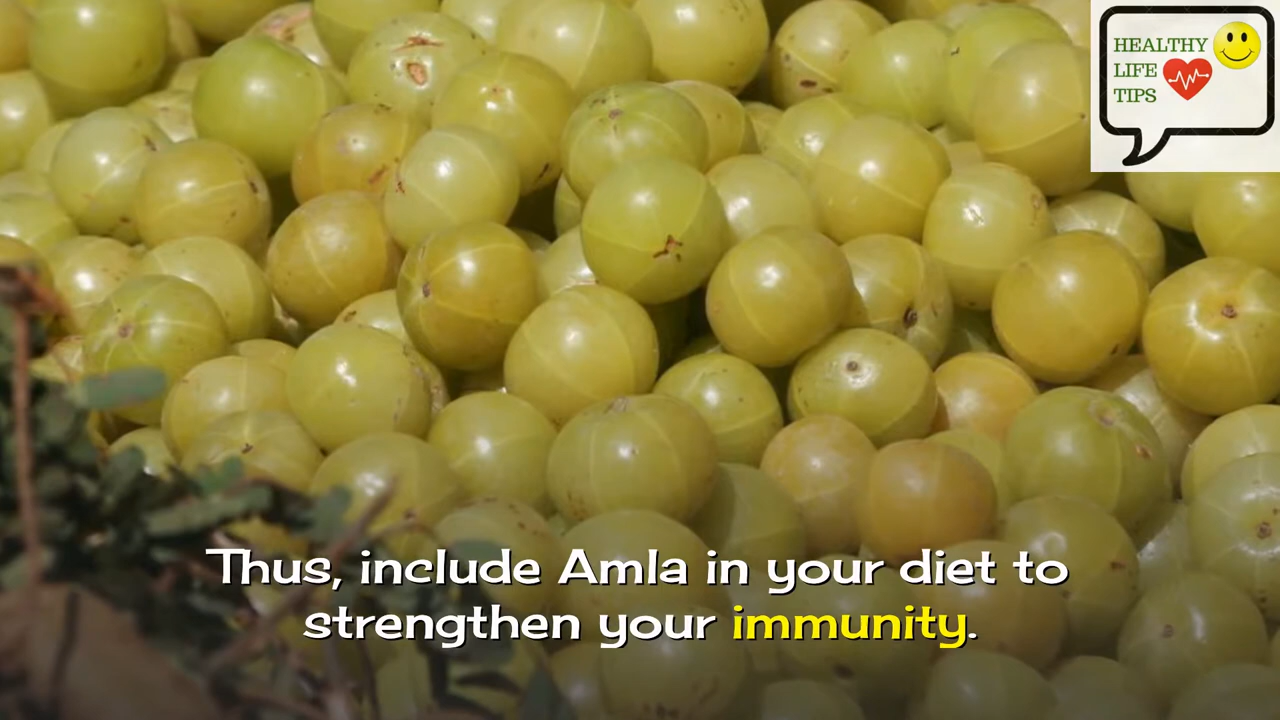 HEALTHY
LIFE
TIPS
Thus, include Amla in your diet to
strengthen your immunity.